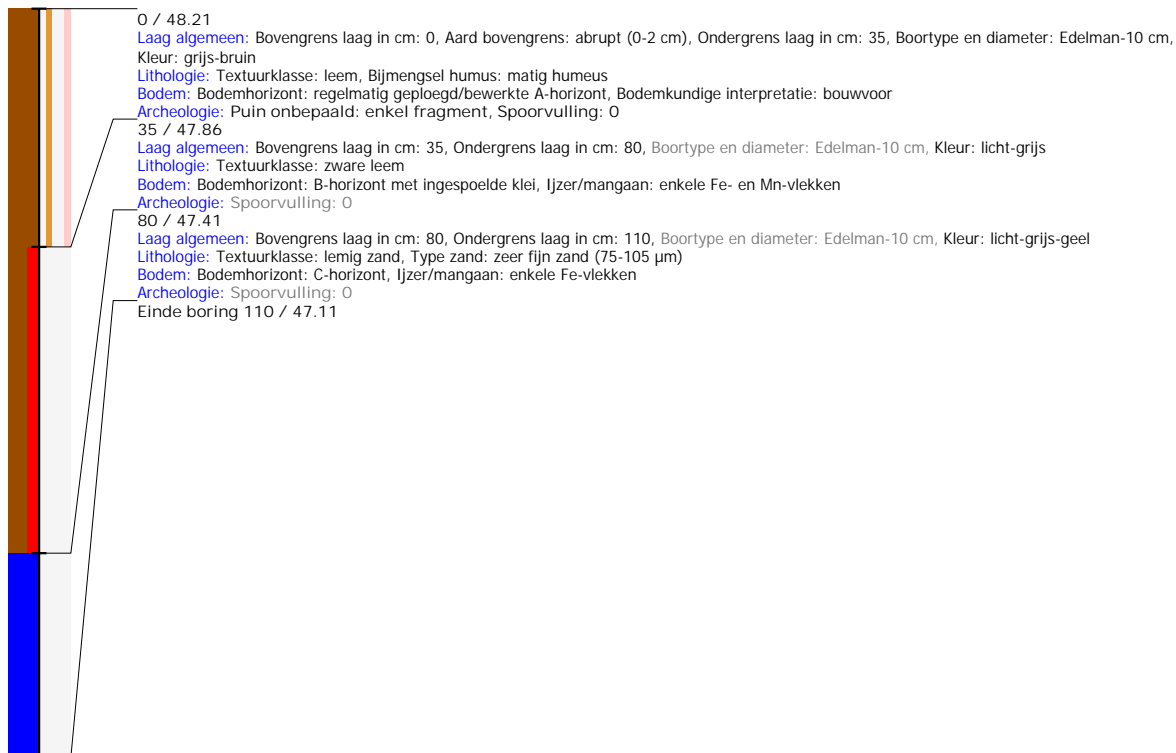 0 / 48.21
Laag algemeen: Bovengrens laag in cm: 0, Aard bovengrens: abrupt (0-2 cm), Ondergrens laag in cm: 35, Boortype en diameter: Edelman-10 cm,
Kleur: grijs-bruin
Lithologie: Textuurklasse: leem, Bijmengsel humus: matig humeus
Bodem: Bodemhorizont: regelmatig geploegd/bewerkte A-horizont, Bodemkundige interpretatie: bouwvoor
Archeologie: Puin onbepaald: enkel fragment, Spoorvulling: 0
35 / 47.86
Laag algemeen: Bovengrens laag in cm: 35, Ondergrens laag in cm: 80, Boortype en diameter: Edelman-10 cm, Kleur: licht-grijs
Lithologie: Textuurklasse: zware leem
Bodem: Bodemhorizont: B-horizont met ingespoelde klei, Ijzer/mangaan: enkele Fe- en Mn-vlekken
Archeologie: Spoorvulling: 0
80 / 47.41
Laag algemeen: Bovengrens laag in cm: 80, Ondergrens laag in cm: 110, Boortype en diameter: Edelman-10 cm, Kleur: licht-grijs-geel
Lithologie: Textuurklasse: lemig zand, Type zand: zeer fijn zand (75-105 µm)
Bodem: Bodemhorizont: C-horizont, Ijzer/mangaan: enkele Fe-vlekken
Archeologie: Spoorvulling: 0
Einde boring 110 / 47.11